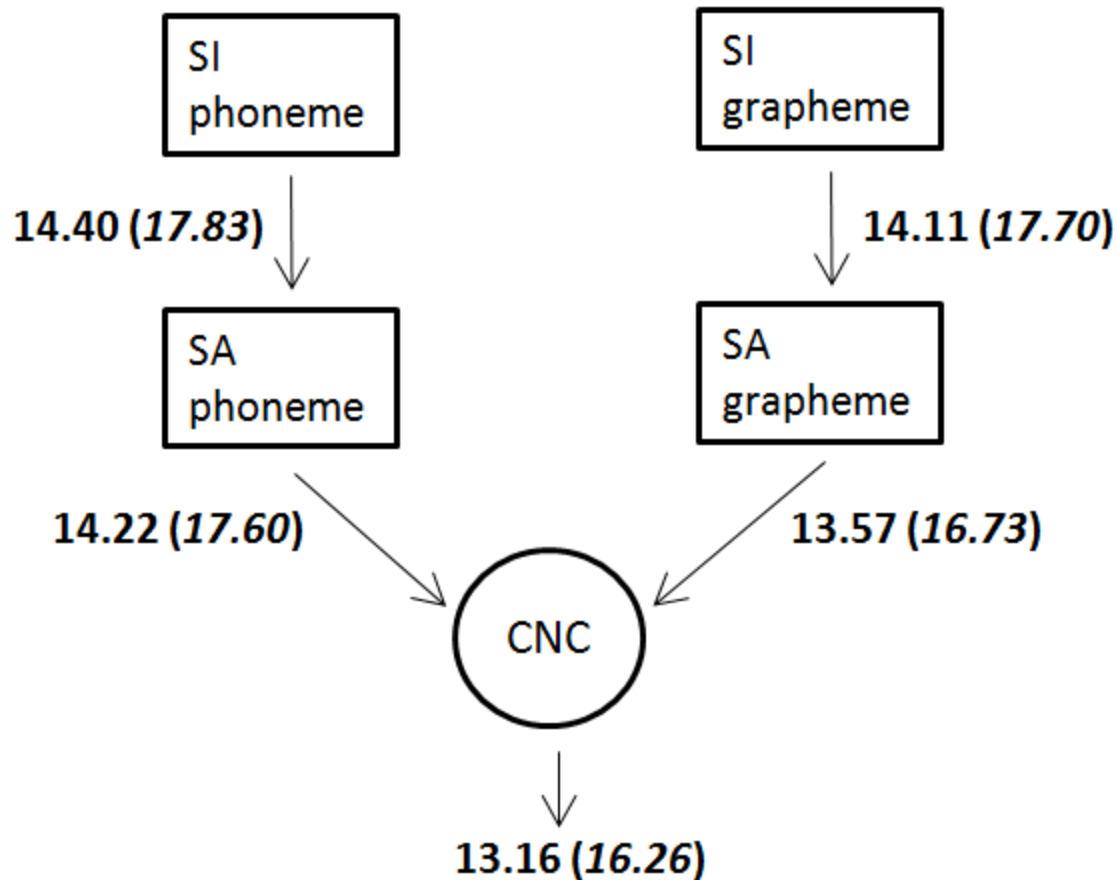 SI
phoneme
SI
grapheme
14.40 (17.83)
14.11 (17.70)
SA
phoneme
SA
grapheme
14.22 (17.60)
13.57 (16.73)
CNC
13.16 (16.26)